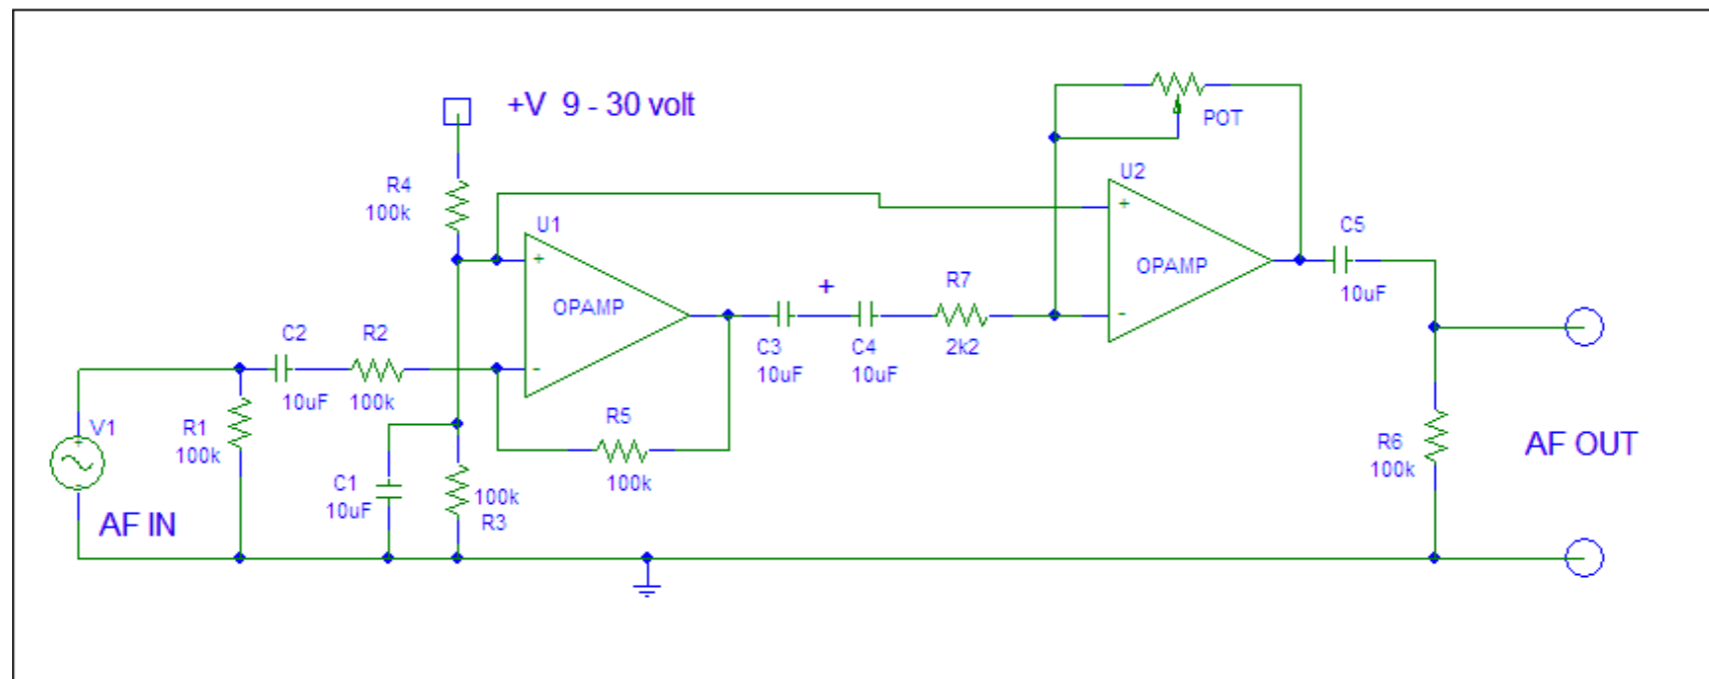 +V 9 - 30 volt
POT
R4
100k
U1
+
OPAMP
-
U2
+
OPAMP
-
C5
10uF
C2
10uF
R2
100k
C3
10uF
+
C4
10uF
R7
2k2
V1
+
R1
100k
R5
100k
C1
10uF
100k
R3
R6
100k
AF IN
AF OUT